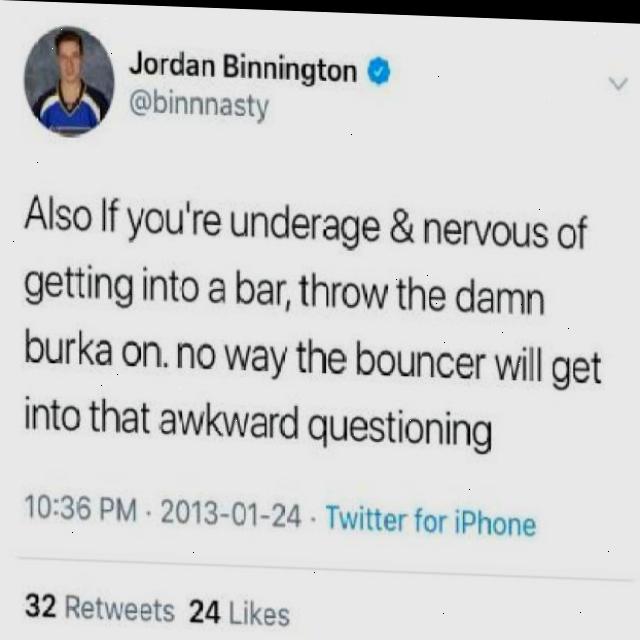 Jordan Binnington
@binnnasty
Also If you're underage & nervous of
getting into a bar, throw the damn
burka on. no way the bouncer will get
into that awkward questioning
10:36 PM · 2013-01-24 · Twitter for iPhone
32 Retweets 24 Likes